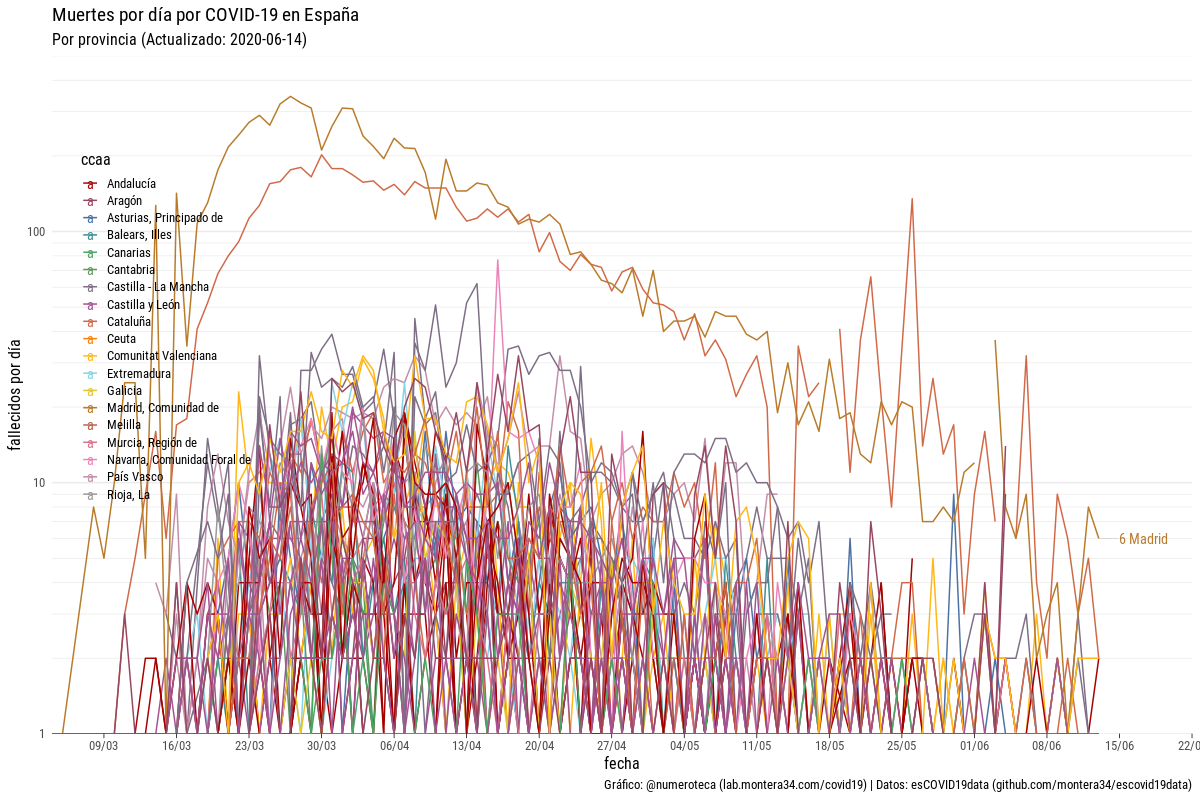 Muertes por día por COVID-19 en España
Por provincia (Actualizado: 2020-06-14)
fallecidos por día
100
10
1
ccaa
Andalucía
Aragón
Asturias, Principado de
Balears, Illes
Canarias
Cantabria
Castilla - La Mancha
Castilla y León
Cataluña
Ceuta
Comunitat Valenciana
Extremadura
Galicia
Madrid, Comunidad de
Melilla
Murcia, Región de
Navarra, Comunidad Foral de
País Vasco
Rioja, La
6 Madrid
09/03 16/03 23/03 30/03 06/04 13/04 20/04 27/04 04/05 11/05 18/05 25/05 01/06 08/06 15/06 22/0
fecha
Gráfico: @numeroteca (lab.montera34.com/covid19) | Datos: esCOVID19data (github.com/montera34/escovid19data)